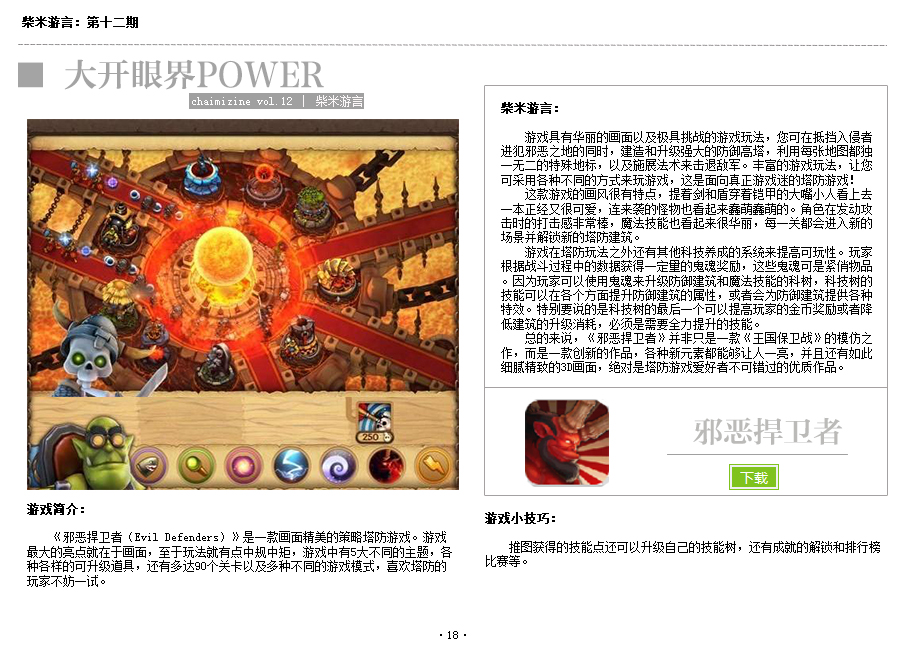 柴米游言：第十二期
大开眼界POWER
chaimizine vol.12 | 柴米游言
250
游戏简介：
《邪恶捍卫者（Evil Defenders）》是一款画面精美的策略塔防游戏。游戏
最大的亮点就在于画面，至于玩法就有点中规中矩，游戏中有5大不同的主题，各
种各样的可升级道具，还有多达90个关卡以及多种不同的游戏模式，喜欢塔防的
玩家不妨一试。
柴米游言：
游戏具有华丽的画面以及极具挑战的游戏玩法，您可在抵挡入侵者
进犯邪恶之地的同时，建造和升级强大的防御高塔，利用每张地图都独
一无二的特殊地标，以及施展法术来击退敌军。丰富的游戏玩法，让您
可采用各种不同的方式来玩游戏，这是面向真正游戏迷的塔防游戏！
这款游戏的画风很有特点，提着剑和盾穿着铠甲的大嘴小人看上去
一本正经又很可爱，连来袭的怪物也看起来蠢萌蠢萌的。角色在发动攻
击时的打击感非常棒，魔法技能也看起来很华丽，每一关都会进入新的
场景并解锁新的塔防建筑。
游戏在塔防玩法之外还有其他科技养成的系统来提高可玩性。玩家
根据战斗过程中的数据获得一定量的鬼魂奖励，这些鬼魂可是紧俏物品
。因为玩家可以使用鬼魂来升级防御建筑和魔法技能的科树，科技树的
技能可以在各个方面提升防御建筑的属性，或者会为防御建筑提供各种
特效。特别要说的是科技树的最后一个可以提高玩家的金币奖励或者降
低建筑的升级消耗，必须是需要全力提升的技能。
总的来说，《邪恶捍卫者》并非只是一款《王国保卫战》的模仿之
作，而是一款创新的作品，各种新元素都能够让人一亮，并且还有如此
细腻精致的3D画面，绝对是塔防游戏爱好者不可错过的优质作品。
邪恶捍卫者
下载
游戏小技巧：
推图获得的技能点还可以升级自己的技能树，还有成就的解锁和排行榜
比赛等。
· 18 ·